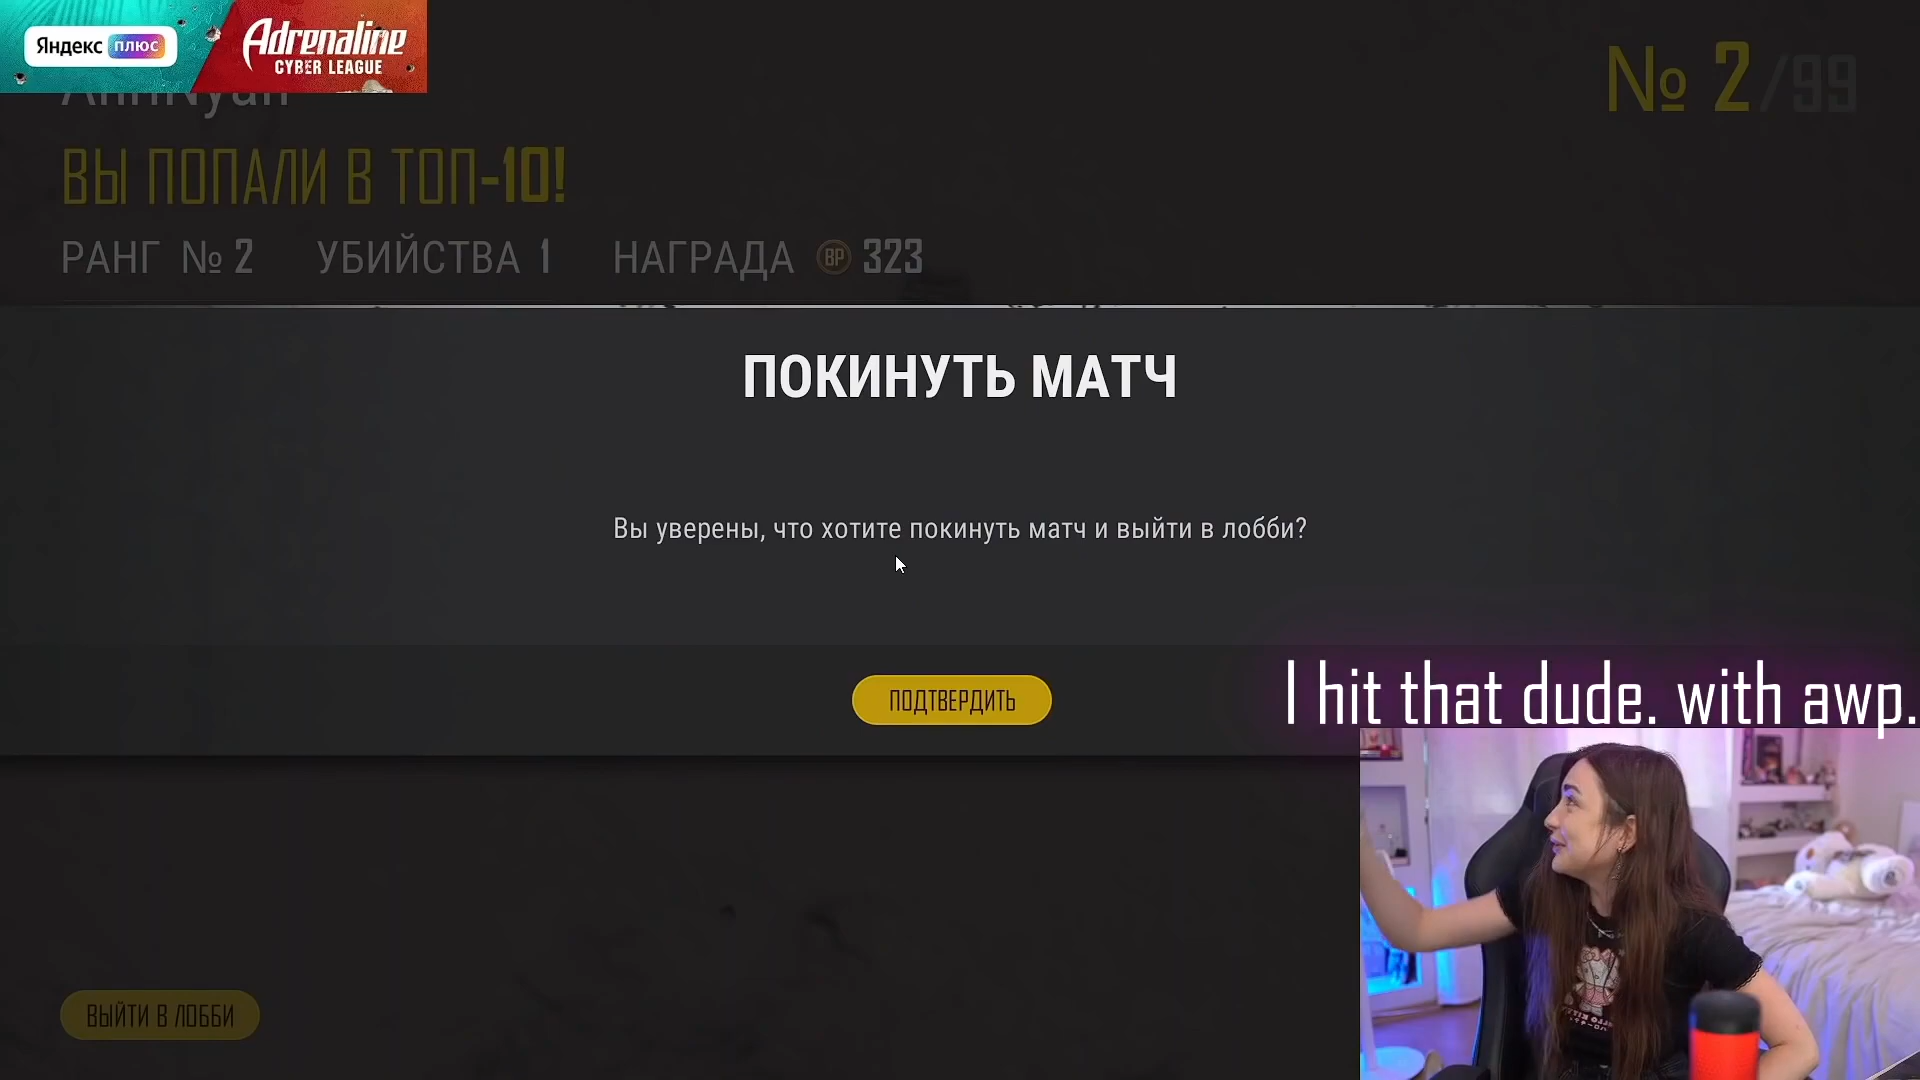 Яндекс плюс
Adrenaline
CYBER LEAGUE
№ 2/99
ВЫ ПОПАЛИ В ТОП-10!
РАНГ № 2 УБИЙСТВА 1 НАГРАДА BP 323
ПОКИНУТЬ МАТЧ
Вы уверены, что хотите покинуть матч и выйти в лобби?
ПОДТВЕРДИТЬ
I hit that dude. with awp.
ВЫЙТИ В ЛОББИ